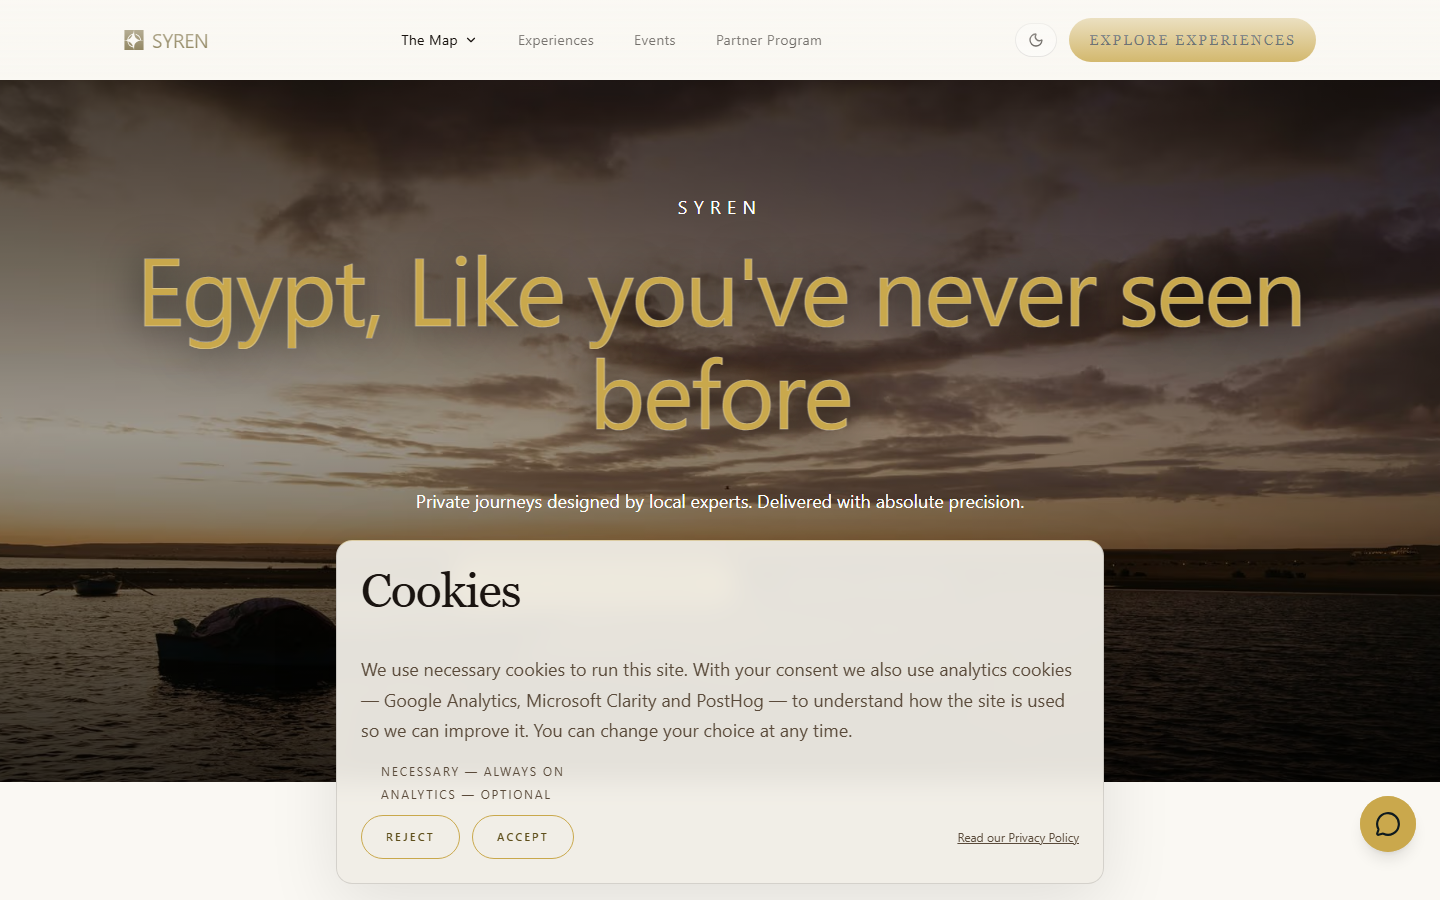 SYREN
The Map
Experiences
Events
Partner Program
EXPLORE EXPERIENCES
SYREN
Egypt, Like you've never seen
before
Private journeys designed by local experts. Delivered with absolute precision.
Cookies
We use necessary cookies to run this site. With your consent we also use analytics cookies
— Google Analytics, Microsoft Clarity and PostHog — to understand how the site is used
so we can improve it. You can change your choice at any time.
NECESSARY — ALWAYS ON
ANALYTICS — OPTIONAL
REJECT
ACCEPT
Read our Privacy Policy